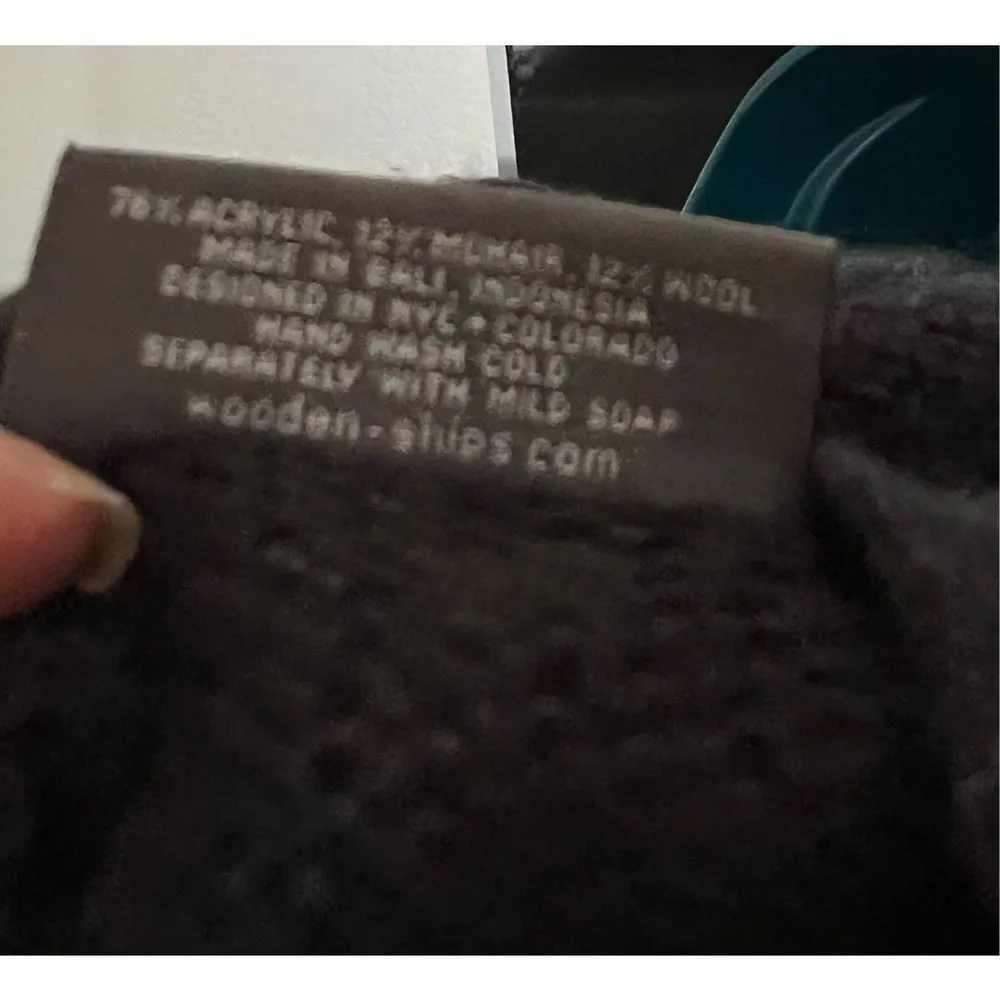 76% ACRYLIC, 12% MOHAIR, 12% WOOL
MADE IN BALI, INDONESIA
DESIGNED IN NYC + COLORADO
HAND WASH COLD
SEPARATELY WITH MILD SOAP
wooden-ships.com